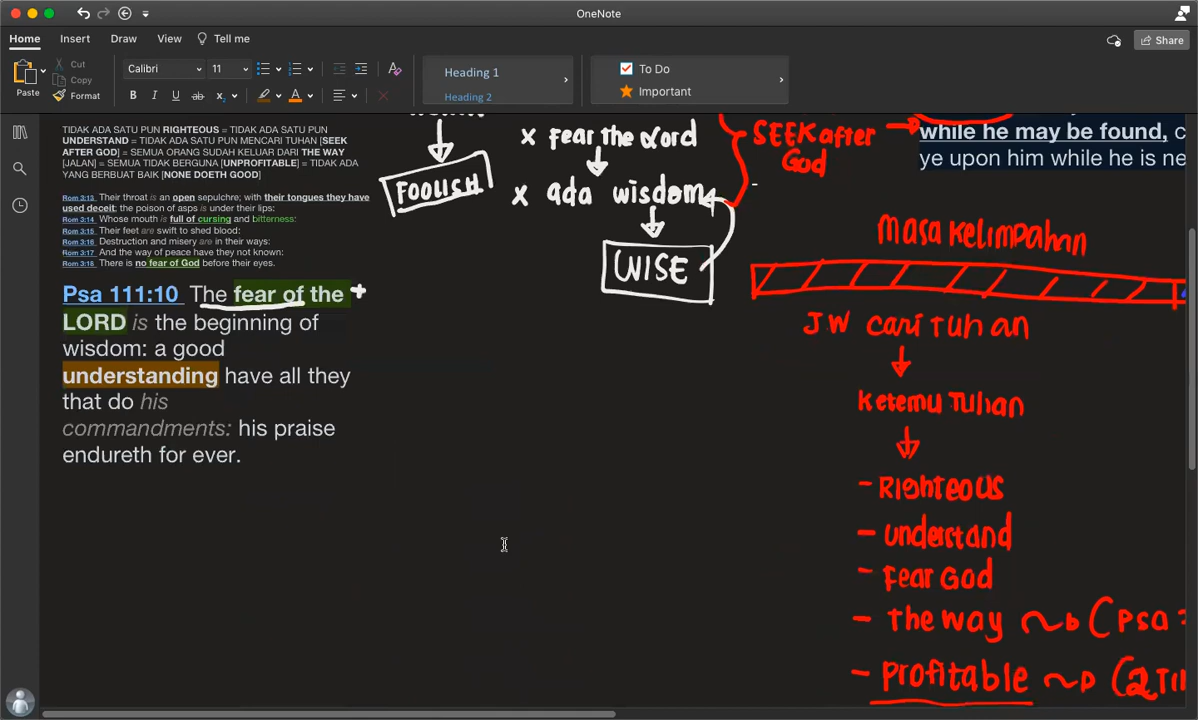 OneNote
Home Insert Draw View Tell me
Share
Paste
Cut
Copy
Format
Calibri 11
B I U ab x
Heading 1
Heading 2
To Do
Important
TIDAK ADA SATU PUN RIGHTEOUS = TIDAK ADA SATU PUN
UNDERSTAND = TIDAK ADA SATU PUN MENCARI TUHAN [SEEK
AFTER GOD] = SEMUA ORANG SUDAH KELUAR DARI THE WAY
[JALAN] = SEMUA TIDAK BERGUNA [UNPROFITABLE] = TIDAK ADA
YANG BERBUAT BAIK [NONE DOETH GOOD]
Rom 3:13 Their throat is an open sepulchre; with their tongues they have
used deceit; the poison of asps is under their lips:
Rom 3:14 Whose mouth is full of cursing and bitterness:
Rom 3:15 Their feet are swift to shed blood:
Rom 3:16 Destruction and misery are in their ways:
Rom 3:17 And the way of peace have they not known:
Rom 3:18 There is no fear of God before their eyes.
Psa 111:10 The fear of the
LORD is the beginning of
wisdom: a good
understanding have all they
that do his
commandments: his praise
endureth for ever.
FOOLISH
x fear the Lord
x ada wisdom
WISE
SEEK after
God
while he may be found, c
ye upon him while he is ne
Masa Kelimpahan
JW cari Tuhan
Ketemu Tuhan
- Righteous
- understand
- Fear God
- the way (Psa
- profitable (2 Ti